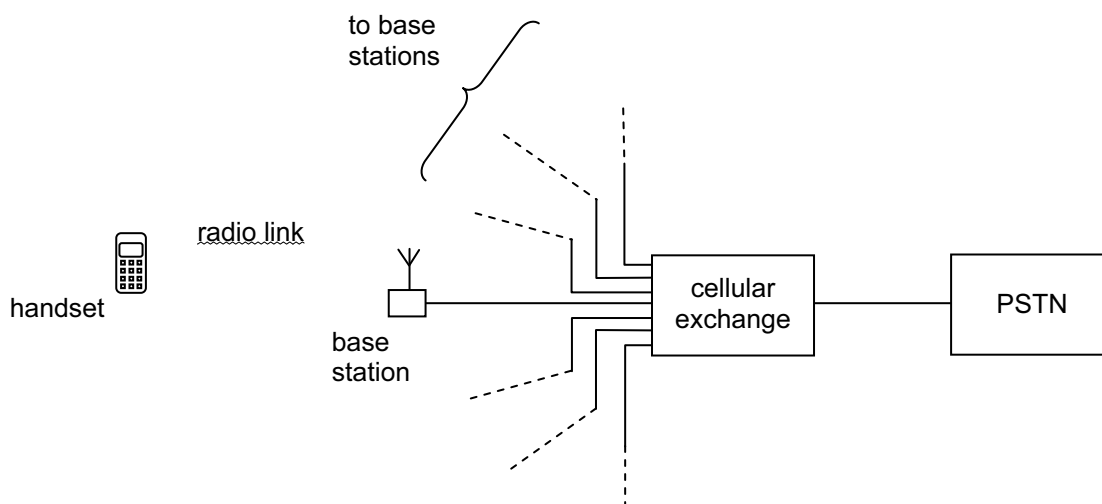 to base
stations
radio link
handset
base
station
cellular
exchange
PSTN